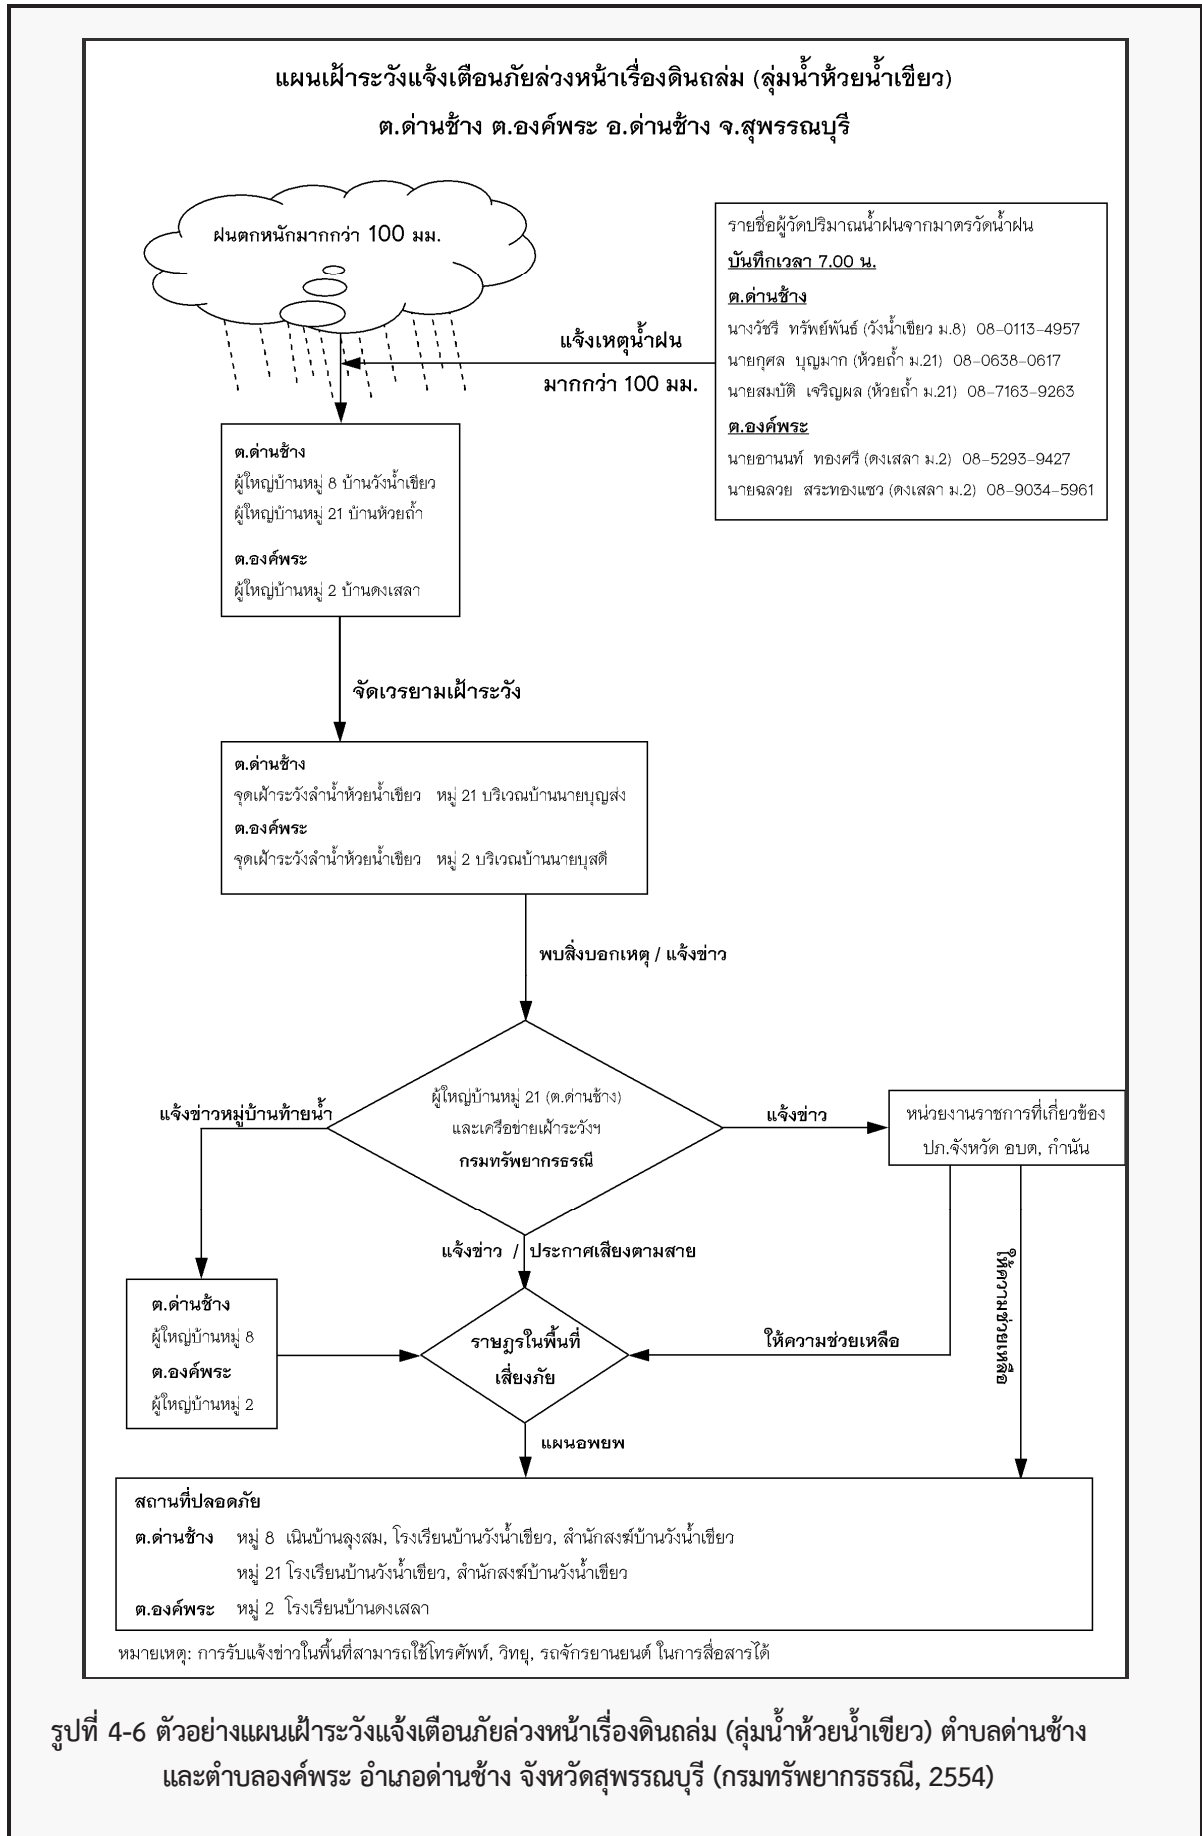 แผนเฝ้าระวังแจ้งเตือนภัยล่วงหน้าเรื่องดินถล่ม (ลุ่มน้ำห้วยน้ำเขียว)
ต.ด่านช้าง ต.องค์พระ อ.ด่านช้าง จ.สุพรรณบุรี
ฝนตกหนักมากกว่า 100 มม.
รายชื่อผู้วัดปริมาณน้ำฝนจากมาตรวัดน้ำฝน
บันทึกเวลา 7.00 น.
ต.ด่านช้าง
นางวัชรี ทรัพย์พันธ์ (วังน้ำเขียว ม.8) 08-0113-4957
นายกุศล บุญมาก (ห้วยถ้ำ ม.21) 08-0638-0617
นายสมบัติ เจริญผล (ห้วยถ้ำ ม.21) 08-7163-9263
ต.องค์พระ
นายอานนท์ ทองศรี (ดงเสลา ม.2) 08-5293-9427
นายฉลวย สระทองแซว (ดงเสลา ม.2) 08-9034-5961
แจ้งเหตุน้ำฝน
มากกว่า 100 มม.
ต.ด่านช้าง
ผู้ใหญ่บ้านหมู่ 8 บ้านวังน้ำเขียว
ผู้ใหญ่บ้านหมู่ 21 บ้านห้วยถ้ำ
ต.องค์พระ
ผู้ใหญ่บ้านหมู่ 2 บ้านดงเสลา
จัดเวรยามเฝ้าระวัง
ต.ด่านช้าง
จุดเฝ้าระวังลำน้ำห้วยน้ำเขียว หมู่ 21 บริเวณบ้านนายบุญส่ง
ต.องค์พระ
จุดเฝ้าระวังลำน้ำห้วยน้ำเขียว หมู่ 2 บริเวณบ้านนายบุสดี
พบสิ่งบอกเหตุ / แจ้งข่าว
ผู้ใหญ่บ้านหมู่ 21 (ต.ด่านช้าง)
และเครือข่ายเฝ้าระวังฯ
กรมทรัพยากรธรณี
แจ้งข่าวหมู่บ้านท้ายน้ำ
แจ้งข่าว
หน่วยงานราชการที่เกี่ยวข้อง
ปภ.จังหวัด อบต, กำนัน
แจ้งข่าว / ประกาศเสียงตามสาย
ให้ความช่วยเหลือ
ต.ด่านช้าง
ผู้ใหญ่บ้านหมู่ 8
ต.องค์พระ
ผู้ใหญ่บ้านหมู่ 2
ราษฎรในพื้นที่
เสี่ยงภัย
ให้ความช่วยเหลือ
แผนอพยพ
สถานที่ปลอดภัย
ต.ด่านช้าง หมู่ 8 เนินบ้านลุงสม, โรงเรียนบ้านวังน้ำเขียว, สำนักสงฆ์บ้านวังน้ำเขียว
หมู่ 21 โรงเรียนบ้านวังน้ำเขียว, สำนักสงฆ์บ้านวังน้ำเขียว
ต.องค์พระ หมู่ 2 โรงเรียนบ้านดงเสลา
หมายเหตุ: การรับแจ้งข่าวในพื้นที่สามารถใช้โทรศัพท์, วิทยุ, รถจักรยานยนต์ ในการสื่อสารได้
รูปที่ 4-6 ตัวอย่างแผนเฝ้าระวังแจ้งเตือนภัยล่วงหน้าเรื่องดินถล่ม (ลุ่มน้ำห้วยน้ำเขียว) ตำบลด่านช้าง
และตำบลองค์พระ อำเภอด่านช้าง จังหวัดสุพรรณบุรี (กรมทรัพยากรธรณี, 2554)